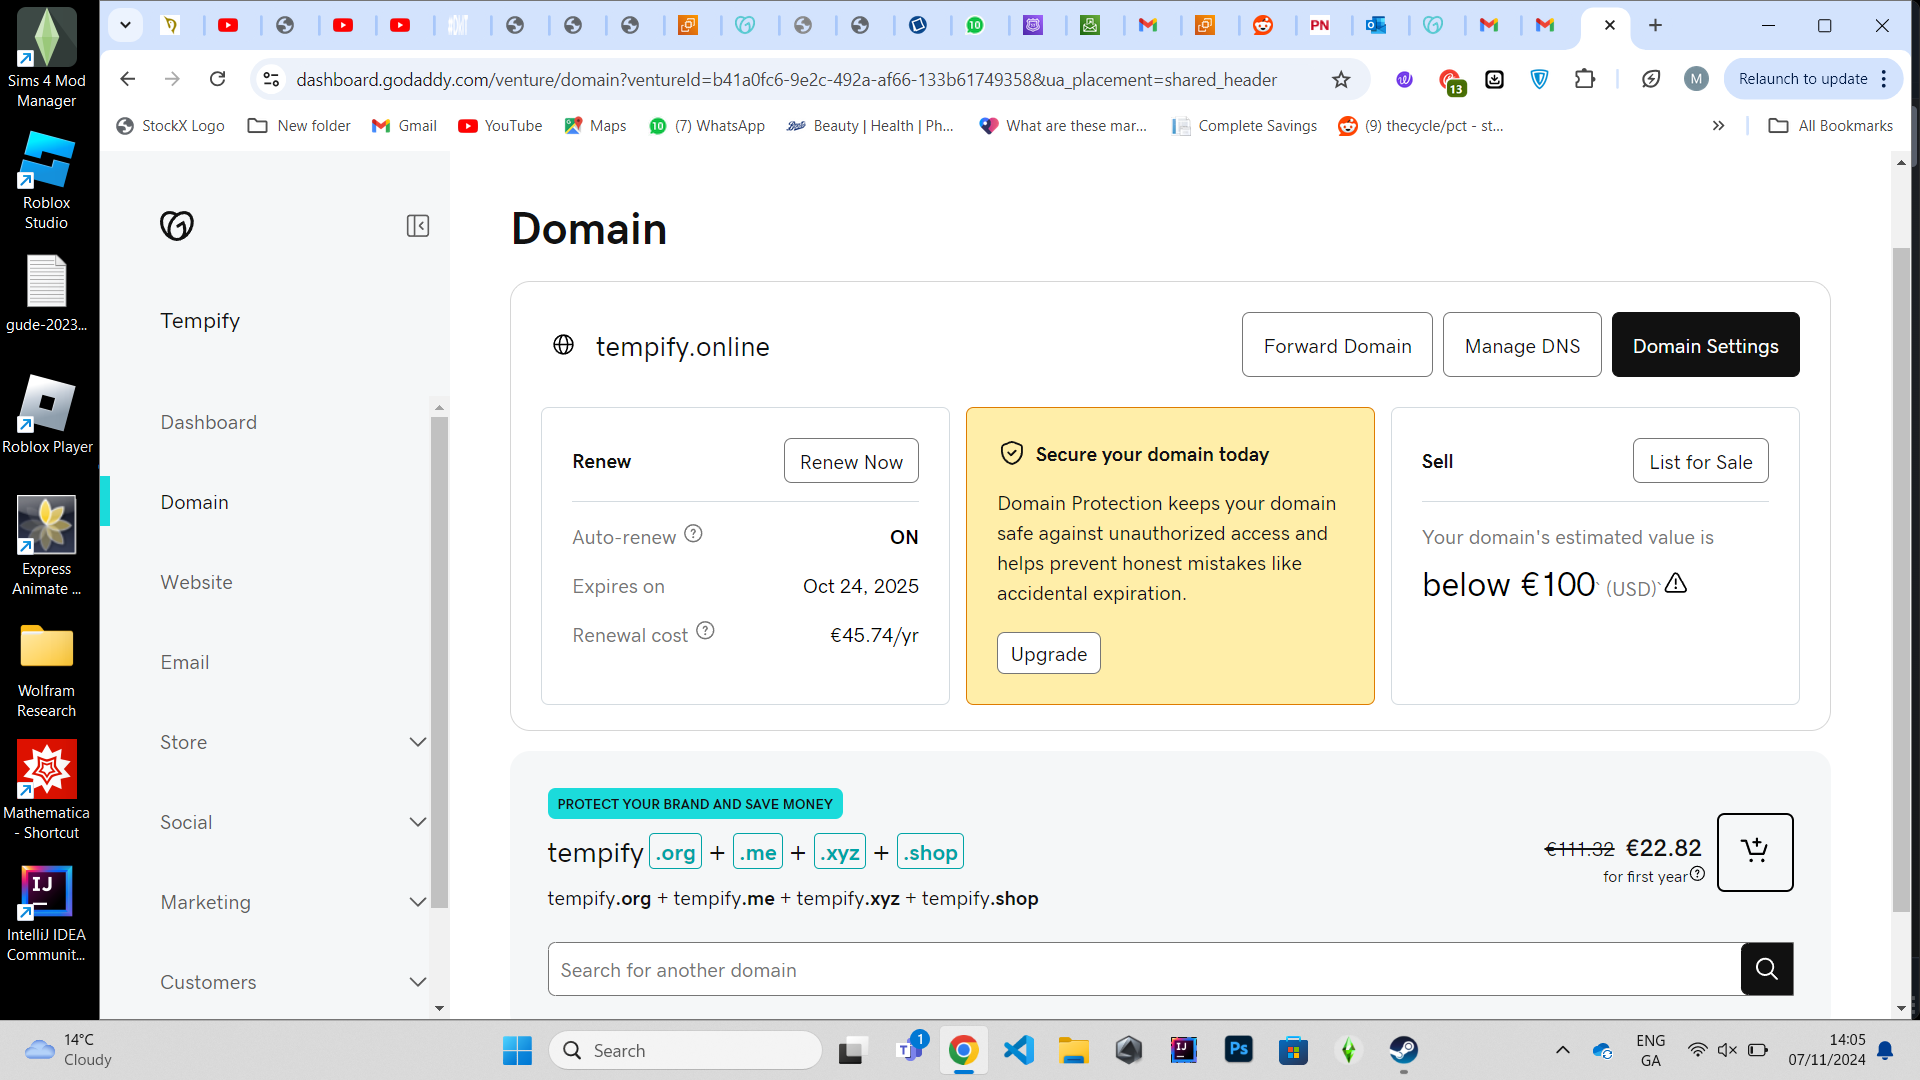 Sims 4 Mod
Manager
Roblox
Studio
gude-2023...
Roblox Player
Express
Animate ...
Wolfram
Research
Mathematica
- Shortcut
IntelliJ IDEA
Communit...
PN
dashboard.godaddy.com/venture/domain?ventureId=b41a0fc6-9e2c-492a-af66-133b61749358&ua_placement=shared_header
13
M
Relaunch to update
StockX Logo
New folder
Gmail
YouTube
Maps
(7) WhatsApp
Beauty | Health | Ph...
What are these mar...
Complete Savings
(9) thecycle/pct - st...
All Bookmarks
Tempify
Dashboard
Domain
Website
Email
Store
Social
Marketing
Customers
Domain
tempify.online
Forward Domain
Manage DNS
Domain Settings
Renew
Renew Now
Auto-renew
ON
Expires on
Oct 24, 2025
Renewal cost
€45.74/yr
Secure your domain today
Domain Protection keeps your domain
safe against unauthorized access and
helps prevent honest mistakes like
accidental expiration.
Upgrade
Sell
List for Sale
Your domain's estimated value is
below €100` (USD)`
PROTECT YOUR BRAND AND SAVE MONEY
tempify .org + .me + .xyz + .shop
tempify.org + tempify.me + tempify.xyz + tempify.shop
€111.32 €22.82
for first year
Search for another domain
14°C
Cloudy
Search
1
ENG
GA
14:05
07/11/2024